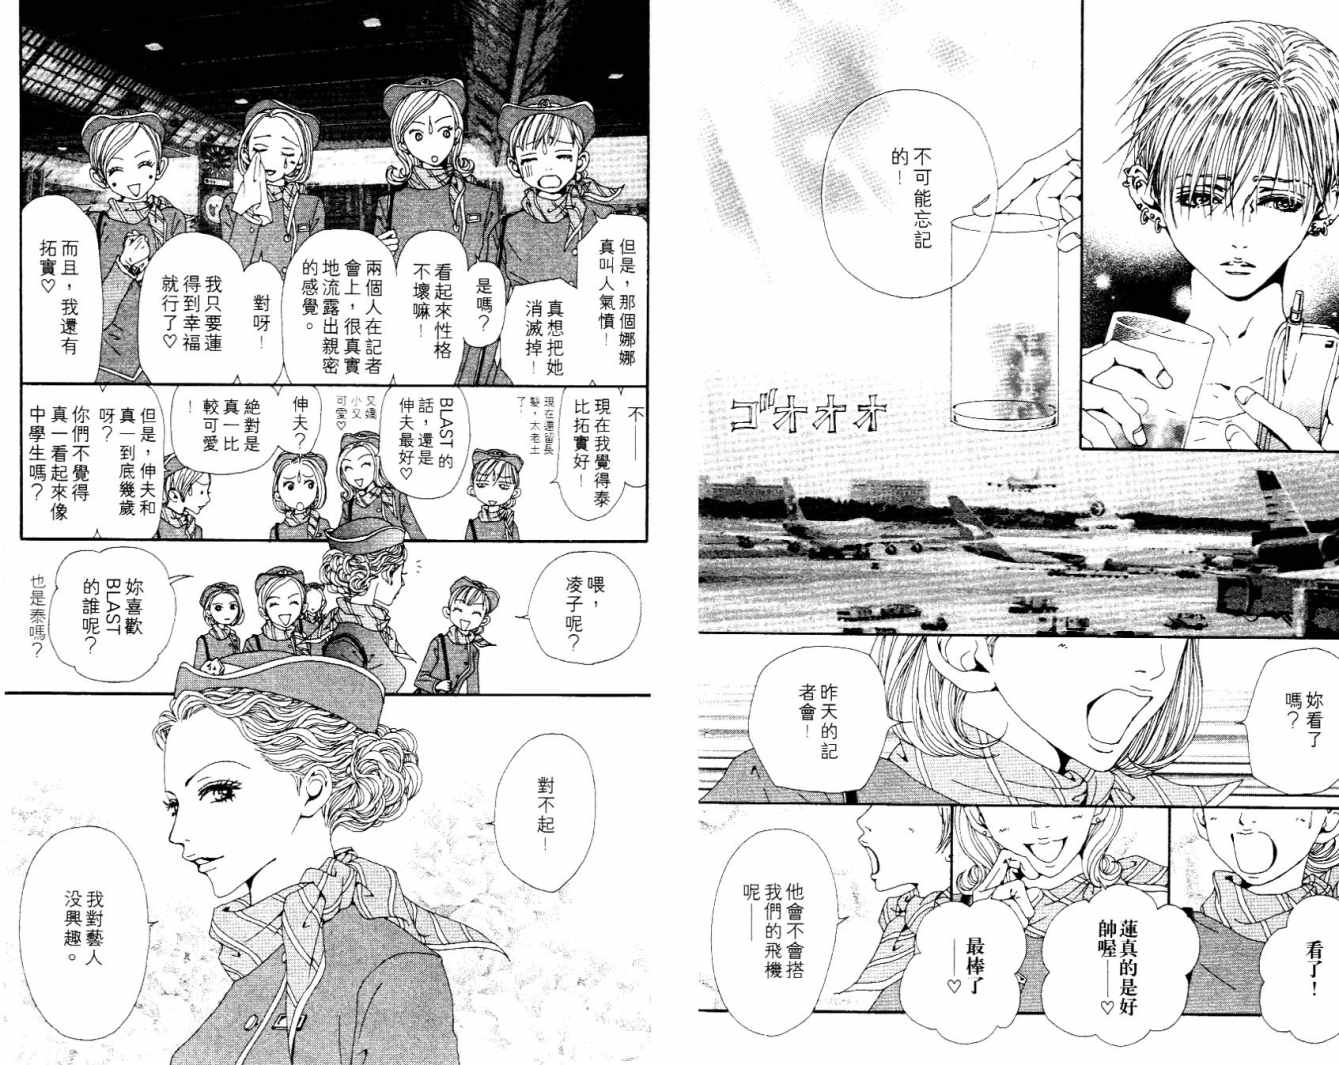 不可能忘記
的！
ゴオオオ
妳看了
嗎？
昨天的記
者會！
看了！
蓮真的是好
帥喔——♡
最棒了
——♡
他會不會搭
我們的飛機
呢——
但是，那個娜娜
真叫人氣憤！
真想把她
消滅掉！
是嗎？
看起來性格
不壞嘛！
兩個人在記者
會上，很真實
地流露出親密
的感覺。
對呀！
我只要蓮
得到幸福
就行了♡
而且，我還有
拓實♡
不——
現在我覺得泰
比拓實好！
現在還留長
髮，太老土
了！
BLAST的
話，還是
伸夫最好♡
又嬌
小又
可愛♡
伸夫？
絕對是
真一比
較可愛
！
但是，伸夫和
真一到底幾歲
呀？
你們不覺得
真一看起來像
中學生嗎？
喂，
凌子呢？
妳喜歡
BLAST
的誰呢？
也是泰嗎？
對不起！
我對藝人
没興趣。